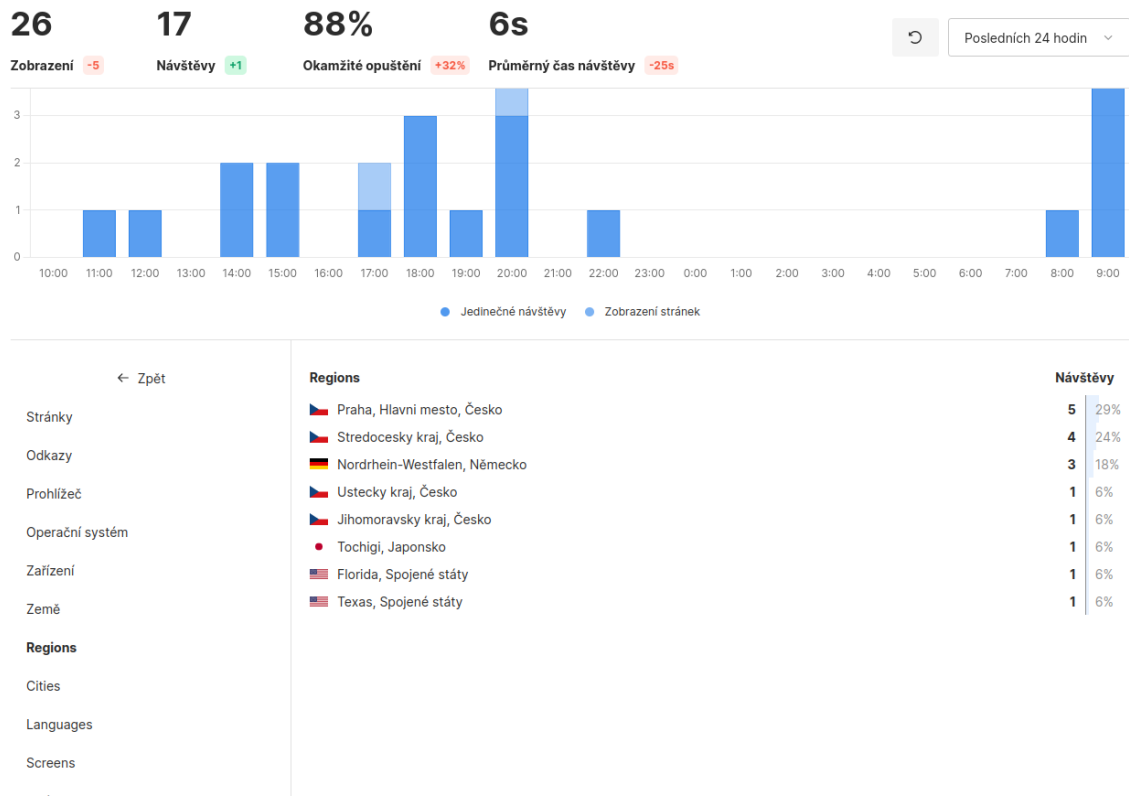 26 17 88% 6s
Posledních 24 hodin
Zobrazení -5 Návštěvy +1 Okamžité opuštění +32% Průměrný čas návštěvy -25s
3
2
1
0
10:00 11:00 12:00 13:00 14:00 15:00 16:00 17:00 18:00 19:00 20:00 21:00 22:00 23:00 0:00 1:00 2:00 3:00 4:00 5:00 6:00 7:00 8:00 9:00
Jedinečné návštěvy Zobrazení stránek
← Zpět
Stránky
Odkazy
Prohlížeč
Operační systém
Zařízení
Země
Regions
Cities
Languages
Screens
Regions Návštěvy
Praha, Hlavni mesto, Česko 5 29%
Stredocesky kraj, Česko 4 24%
Nordrhein-Westfalen, Německo 3 18%
Ustecky kraj, Česko 1 6%
Jihomoravsky kraj, Česko 1 6%
Tochigi, Japonsko 1 6%
Florida, Spojené státy 1 6%
Texas, Spojené státy 1 6%